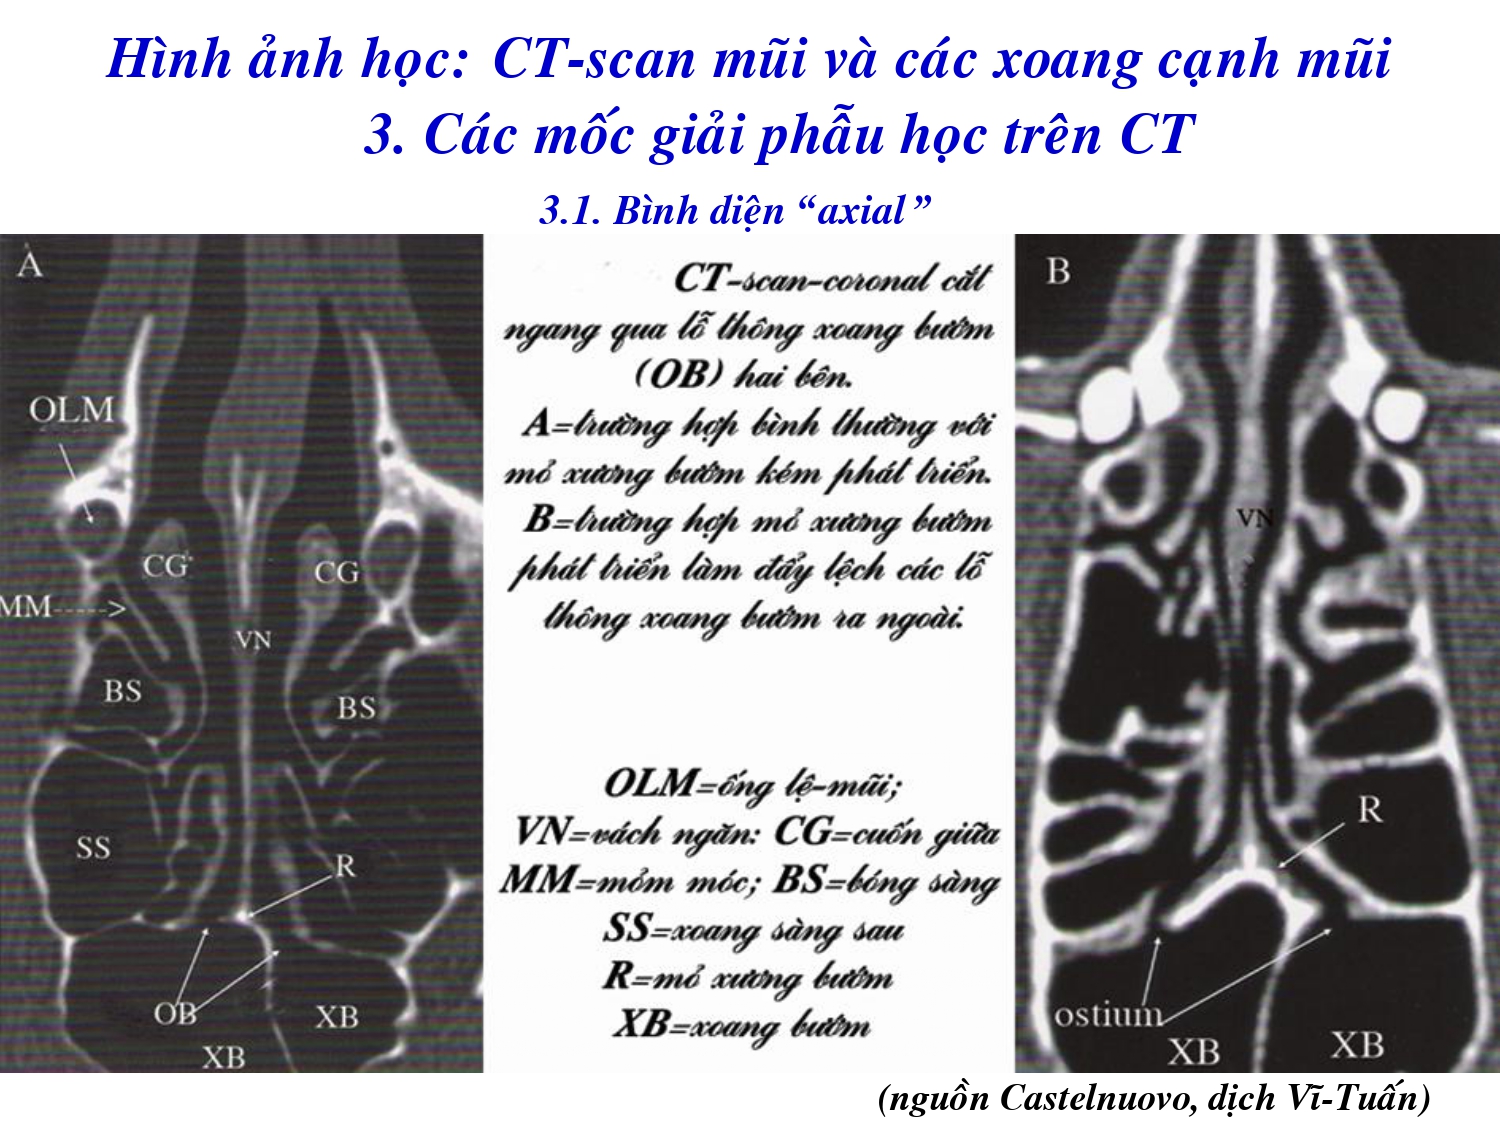 Hình ảnh học: CT-scan mũi và các xoang cạnh mũi
3. Các mốc giải phẫu học trên CT
3.1. Bình diện “axial”
A
OLM
CG
CG
MM----->
VN
BS
BS
SS
R
OB
XB
XB
CT-scan-coronal cắt
ngang qua lỗ thông xoang bướm
(OB) hai bên.
A=trường hợp bình thường với
mỏ xương bướm kém phát triển.
B=trường hợp mỏ xương bướm
phát triển làm đẩy lệch các lỗ
thông xoang bướm ra ngoài.
OLM=ống lệ-mũi;
VN=vách ngăn: CG=cuốn giữa
MM=mỏm móc; BS=bóng sàng
SS=xoang sàng sau
R=mỏ xương bướm
XB=xoang bướm
B
VN
R
ostium
XB
XB
(nguồn Castelnuovo, dịch Vĩ-Tuấn)